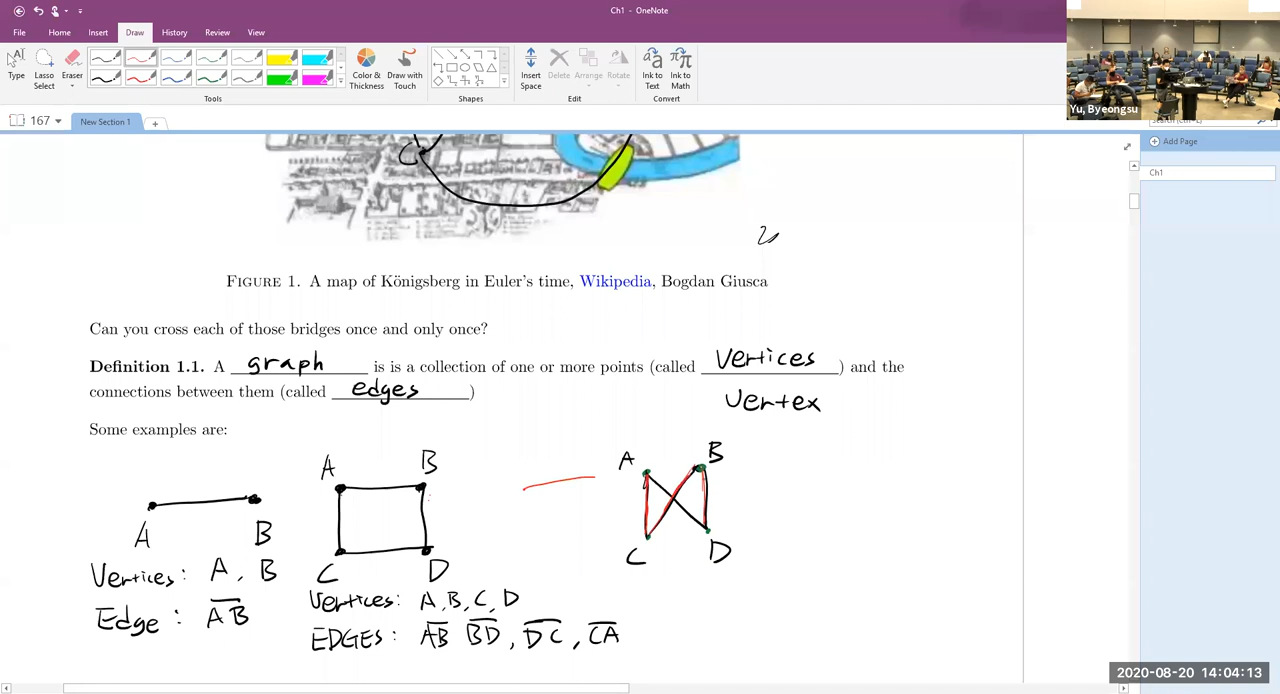 Ch1 - OneNote
File Home Insert Draw History Review View
Type
Lasso Select
Eraser
Color & Thickness
Draw with Touch
Insert Space
Delete
Arrange
Rotate
Ink to Text
Ink to Math
Tools
Shapes
Edit
Convert
Yu, Byeongsu
167
New Section 1
Add Page
Ch1
C
FIGURE 1. A map of Königsberg in Euler's time, Wikipedia, Bogdan Giusca
Can you cross each of those bridges once and only once?
Definition 1.1. A graph is is a collection of one or more points (called vertices) and the
vertex
connections between them (called edges)
Some examples are:
A B
A B
A B
C D
C D
Vertices: A, B
Edge: AB
Vertices: A, B, C, D
EDGES: AB BD, DC, CA
2020-08-20 14:04:13